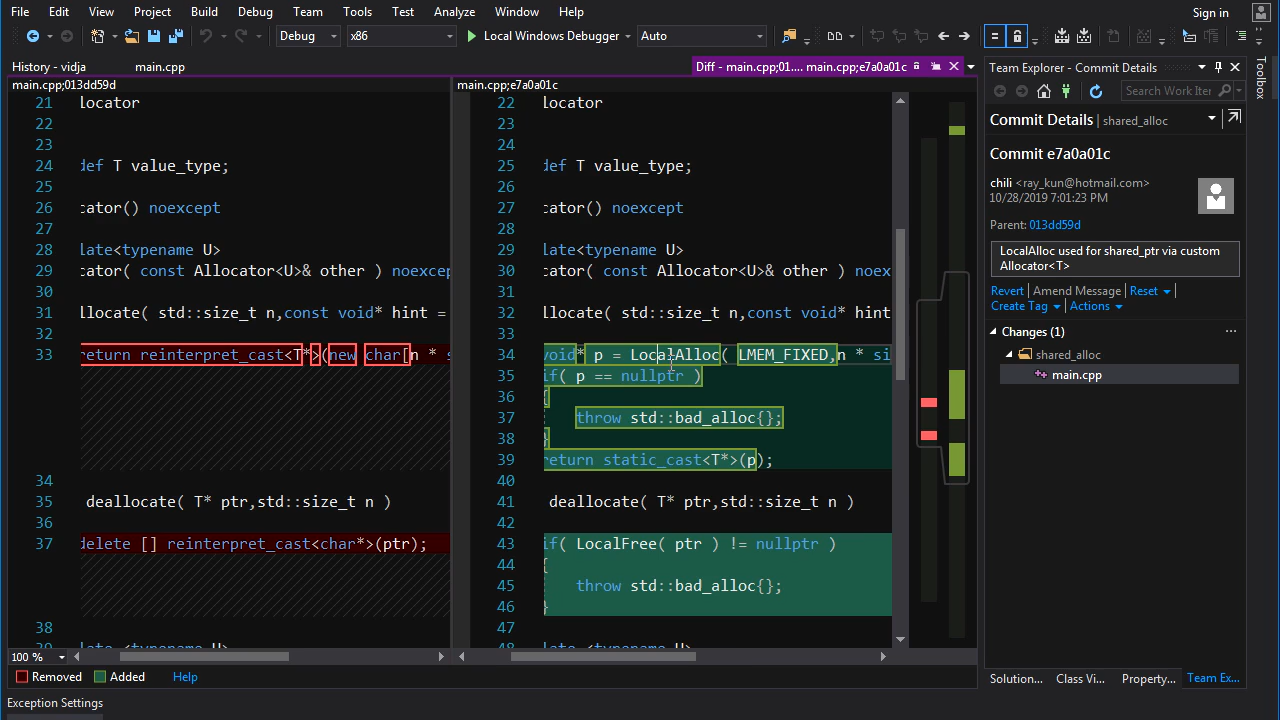 File Edit View Project Build Debug Team Tools Test Analyze Window Help
Sign in
Debug x86 Local Windows Debugger Auto
History - vidja main.cpp Diff - main.cpp;01.... main.cpp;e7a0a01c
main.cpp;013dd59d
21 locator
22
23
24 def T value_type;
25
26 cator() noexcept
27
28 late<typename U>
29 cator( const Allocator<U>& other ) noexcep
30
31 llocate( std::size_t n,const void* hint =
32
33 return reinterpret_cast<T*>(new char[n * s
34
35 deallocate( T* ptr,std::size_t n )
36
37 delete [] reinterpret_cast<char*>(ptr);
38
39 late <typename U>
main.cpp;e7a0a01c
22 locator
23
24
25 def T value_type;
26
27 cator() noexcept
28
29 late<typename U>
30 cator( const Allocator<U>& other ) noex
31
32 llocate( std::size_t n,const void* hint
33
34 void* p = LocalAlloc( LMEM_FIXED,n * si
35 if( p == nullptr )
36 {
37 throw std::bad_alloc{};
38 }
39 return static_cast<T*>(p);
40
41 deallocate( T* ptr,std::size_t n )
42
43 if( LocalFree( ptr ) != nullptr )
44 {
45 throw std::bad_alloc{};
46 }
47
48 late <typename U>
100 %
Removed Added Help
Exception Settings
Team Explorer - Commit Details
Search Work Iter
Commit Details | shared_alloc
Commit e7a0a01c
chili <ray_kun@hotmail.com>
10/28/2019 7:01:23 PM
Parent: 013dd59d
LocalAlloc used for shared_ptr via custom
Allocator<T>
Revert | Amend Message | Reset |
Create Tag | Actions |
Changes (1) ...
shared_alloc
main.cpp
Solution... Class Vi... Property... Team Ex...
Toolbox